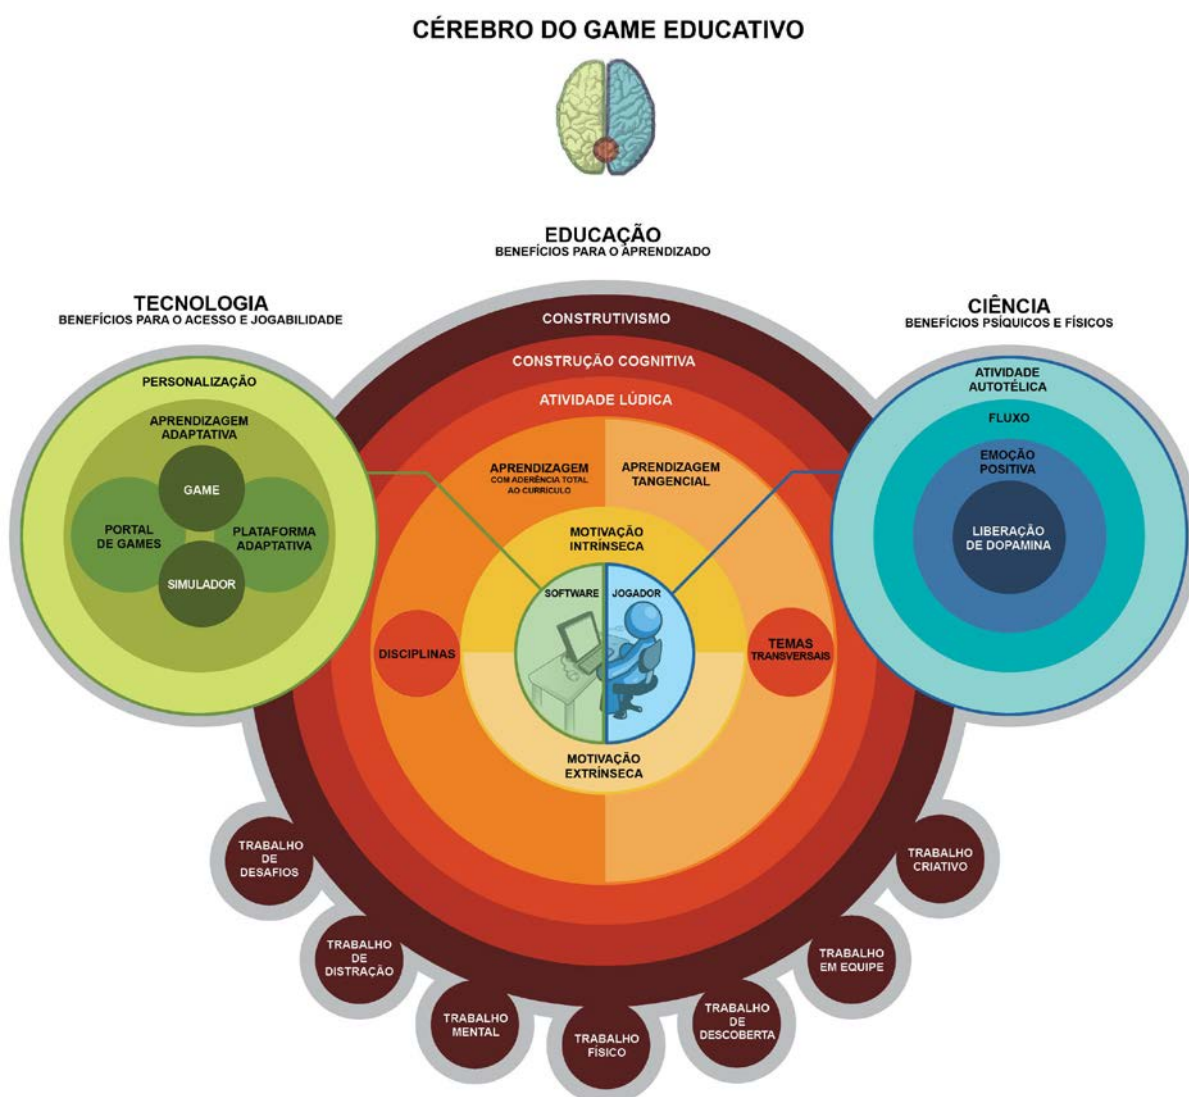 CÉREBRO DO GAME EDUCATIVO
EDUCAÇÃO
BENEFÍCIOS PARA O APRENDIZADO
TECNOLOGIA
BENEFÍCIOS PARA O ACESSO E JOGABILIDADE
CIÊNCIA
BENEFÍCIOS PSÍQUICOS E FÍSICOS
PERSONALIZAÇÃO
APRENDIZAGEM
ADAPTATIVA
GAME
PORTAL
DE GAMES
PLATAFORMA
ADAPTATIVA
SIMULADOR
CONSTRUTIVISMO
CONSTRUÇÃO COGNITIVA
ATIVIDADE LÚDICA
APRENDIZAGEM
COM ADERÊNCIA TOTAL
AO CURRÍCULO
APRENDIZAGEM
TANGENCIAL
MOTIVAÇÃO
INTRÍNSECA
SOFTWARE
JOGADOR
DISCIPLINAS
TEMAS
TRANSVERSAIS
MOTIVAÇÃO
EXTRÍNSECA
ATIVIDADE
AUTOTÉLICA
FLUXO
EMOÇÃO
POSITIVA
LIBERAÇÃO
DE DOPAMINA
TRABALHO
DE
DESAFIOS
TRABALHO
DE
DISTRAÇÃO
TRABALHO
MENTAL
TRABALHO
FÍSICO
TRABALHO
DE
DESCOBERTA
TRABALHO
EM EQUIPE
TRABALHO
CRIATIVO